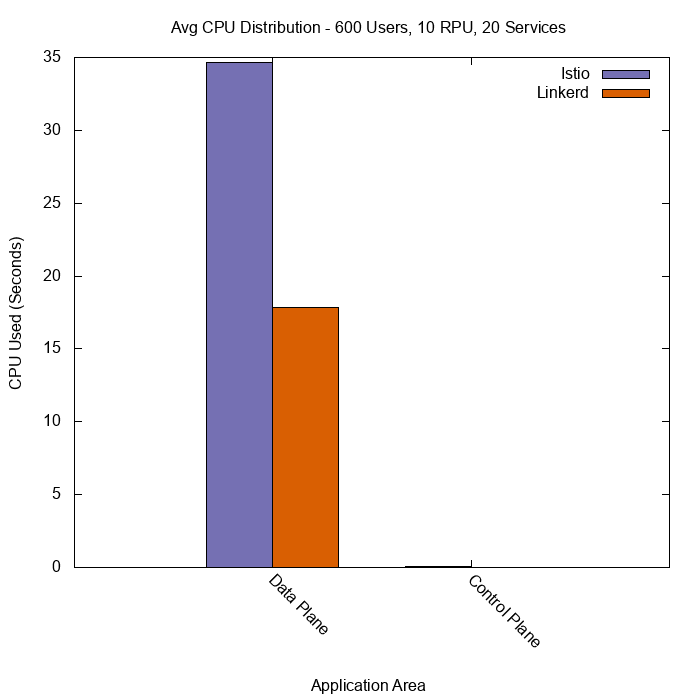 Avg CPU Distribution - 600 Users, 10 RPU, 20 Services
Istio
Linkerd
35
30
25
20
15
10
5
0
CPU Used (Seconds)
Data Plane
Control Plane
Application Area